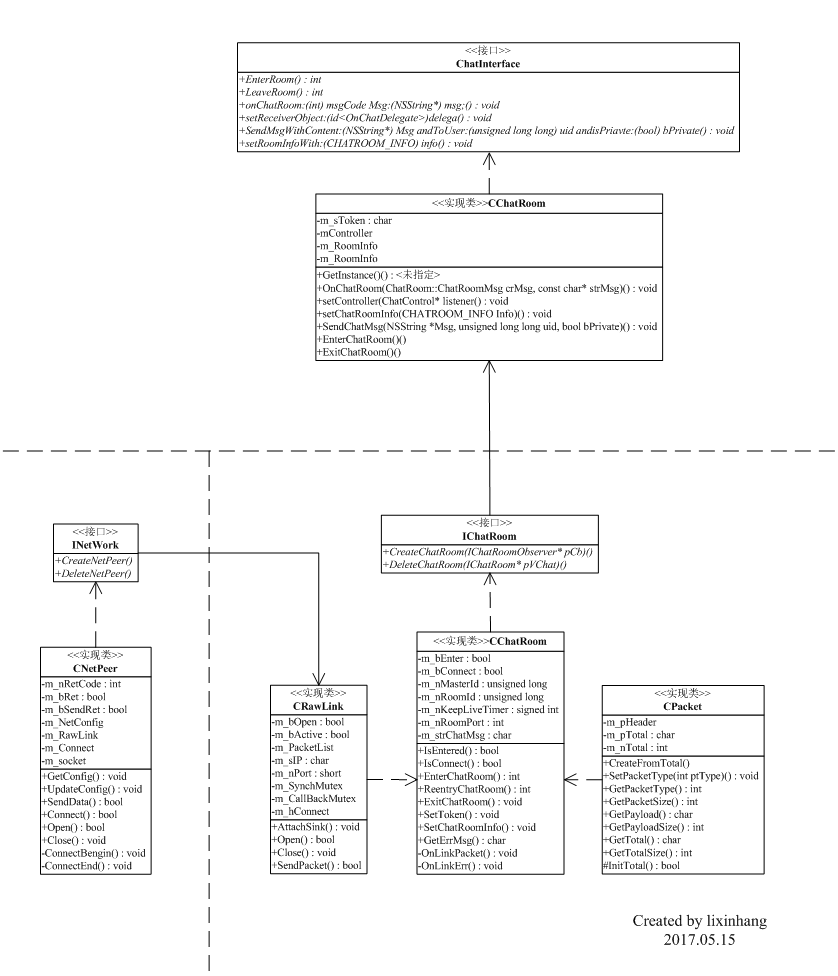 <<接口>>
ChatInterface
+EnterRoom() : int
+LeaveRoom() : int
+onChatRoom:(int) msgCode Msg:(NSString*) msg;() : void
+setReceiverObject:(id<OnChatDelegate>)delega() : void
+SendMsgWithContent:(NSString*) Msg andToUser:(unsigned long long) uid andisPriavte:(bool) bPrivate() : void
+setRoomInfoWith:(CHATROOM_INFO) info() : void
<<实现类>>CChatRoom
-m_sToken : char
-mController
-m_RoomInfo
-m_RoomInfo
+GetInstance()() : <未指定>
+OnChatRoom(ChatRoom::ChatRoomMsg crMsg, const char* strMsg)() : void
+setController(ChatControl* listener() : void
+setChatRoomInfo(CHATROOM_INFO Info)() : void
+SendChatMsg(NSString *Msg, unsigned long long uid, bool bPrivate)() : void
+EnterChatRoom()()
+ExitChatRoom()()
<<接口>>
INetWork
+CreateNetPeer()
+DeleteNetPeer()
<<接口>>
IChatRoom
+CreateChatRoom(IChatRoomObserver* pCb)()
+DeleteChatRoom(IChatRoom* pVChat)()
<<实现类>>
CNetPeer
-m_nRetCode : int
-m_bRet : bool
-m_bSendRet : bool
-m_NetConfig
-m_RawLink
-m_Connect
-m_socket
+GetConfig() : void
+UpdateConfig() : void
+SendData() : bool
+Connect() : bool
+Open() : bool
+Close() : void
-ConnectBengin() : void
-ConnectEnd() : void
<<实现类>>
CRawLink
-m_bOpen : bool
-m_bActive : bool
-m_PacketList
-m_sIP : char
-m_nPort : short
-m_SynchMutex
-m_CallBackMutex
-m_hConnect
+AttachSink() : void
+Open() : bool
+Close() : void
+SendPacket() : bool
<<实现类>>CChatRoom
-m_bEnter : bool
-m_bConnect : bool
-m_nMasterId : unsigned long
-m_nRoomId : unsigned long
-m_nKeepLiveTimer : signed int
-m_nRoomPort : int
-m_strChatMsg : char
+IsEntered() : bool
+IsConnect() : bool
+EnterChatRoom() : int
+ReentryChatRoom() : int
+ExitChatRoom() : void
+SetToken() : void
+SetChatRoomInfo() : void
+GetErrMsg() : char
-OnLinkPacket() : void
-OnLinkErr() : void
<<实现类>>
CPacket
-m_pHeader
-m_pTotal : char
-m_nTotal : int
+CreateFromTotal()
+SetPacketType(int ptType)() : void
+GetPacketType() : int
+GetPacketSize() : int
+GetPayload() : char
+GetPayloadSize() : int
+GetTotal() : char
+GetTotalSize() : int
#InitTotal() : bool
Created by lixinhang
2017.05.15